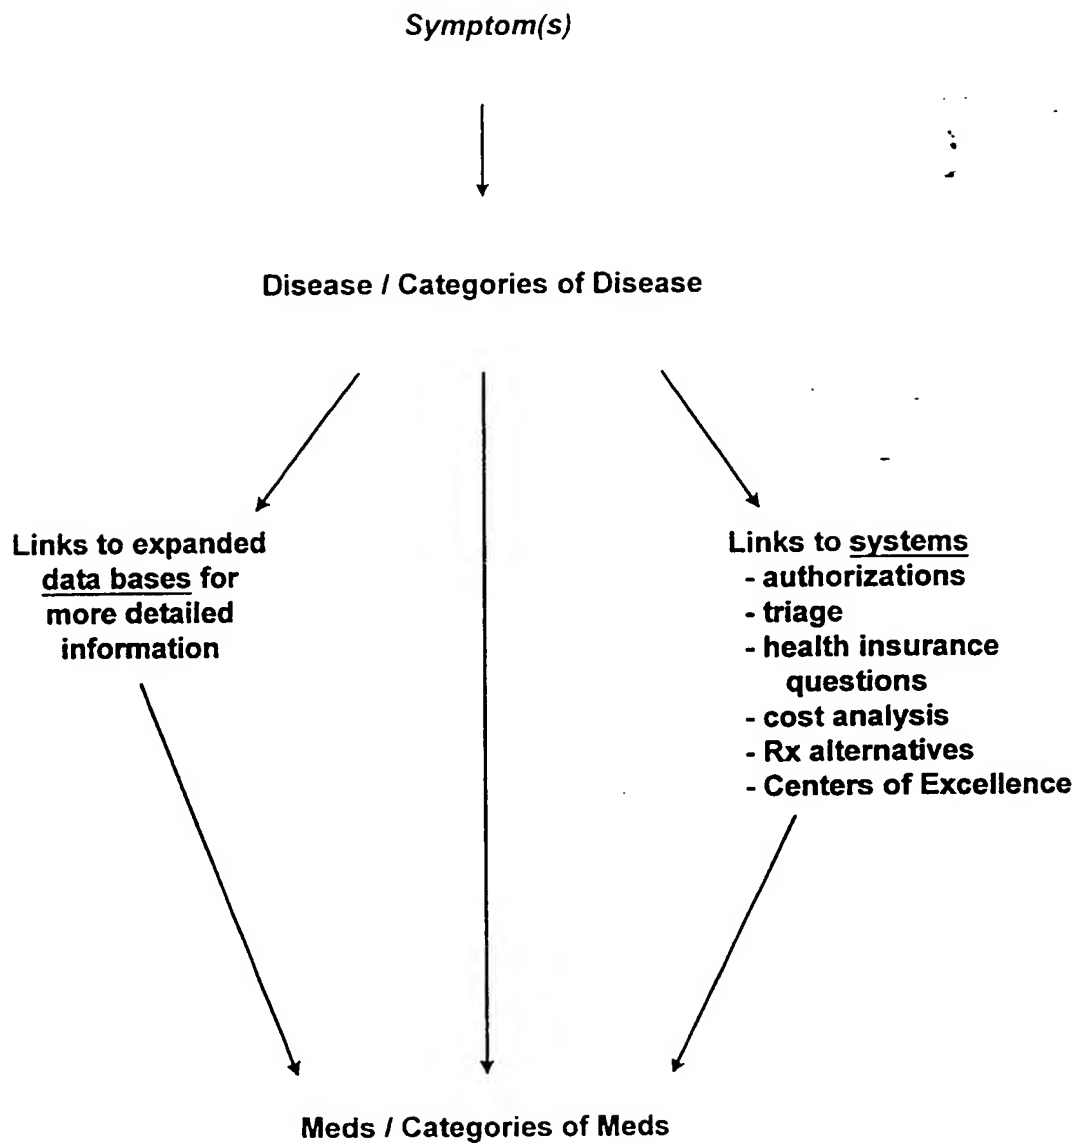 Symptom(s)
Disease / Categories of Disease
Links to expanded
data bases for
more detailed
information
Links to systems
- authorizations
- triage
- health insurance
questions
- cost analysis
- Rx alternatives
- Centers of Excellence
Meds / Categories of Meds